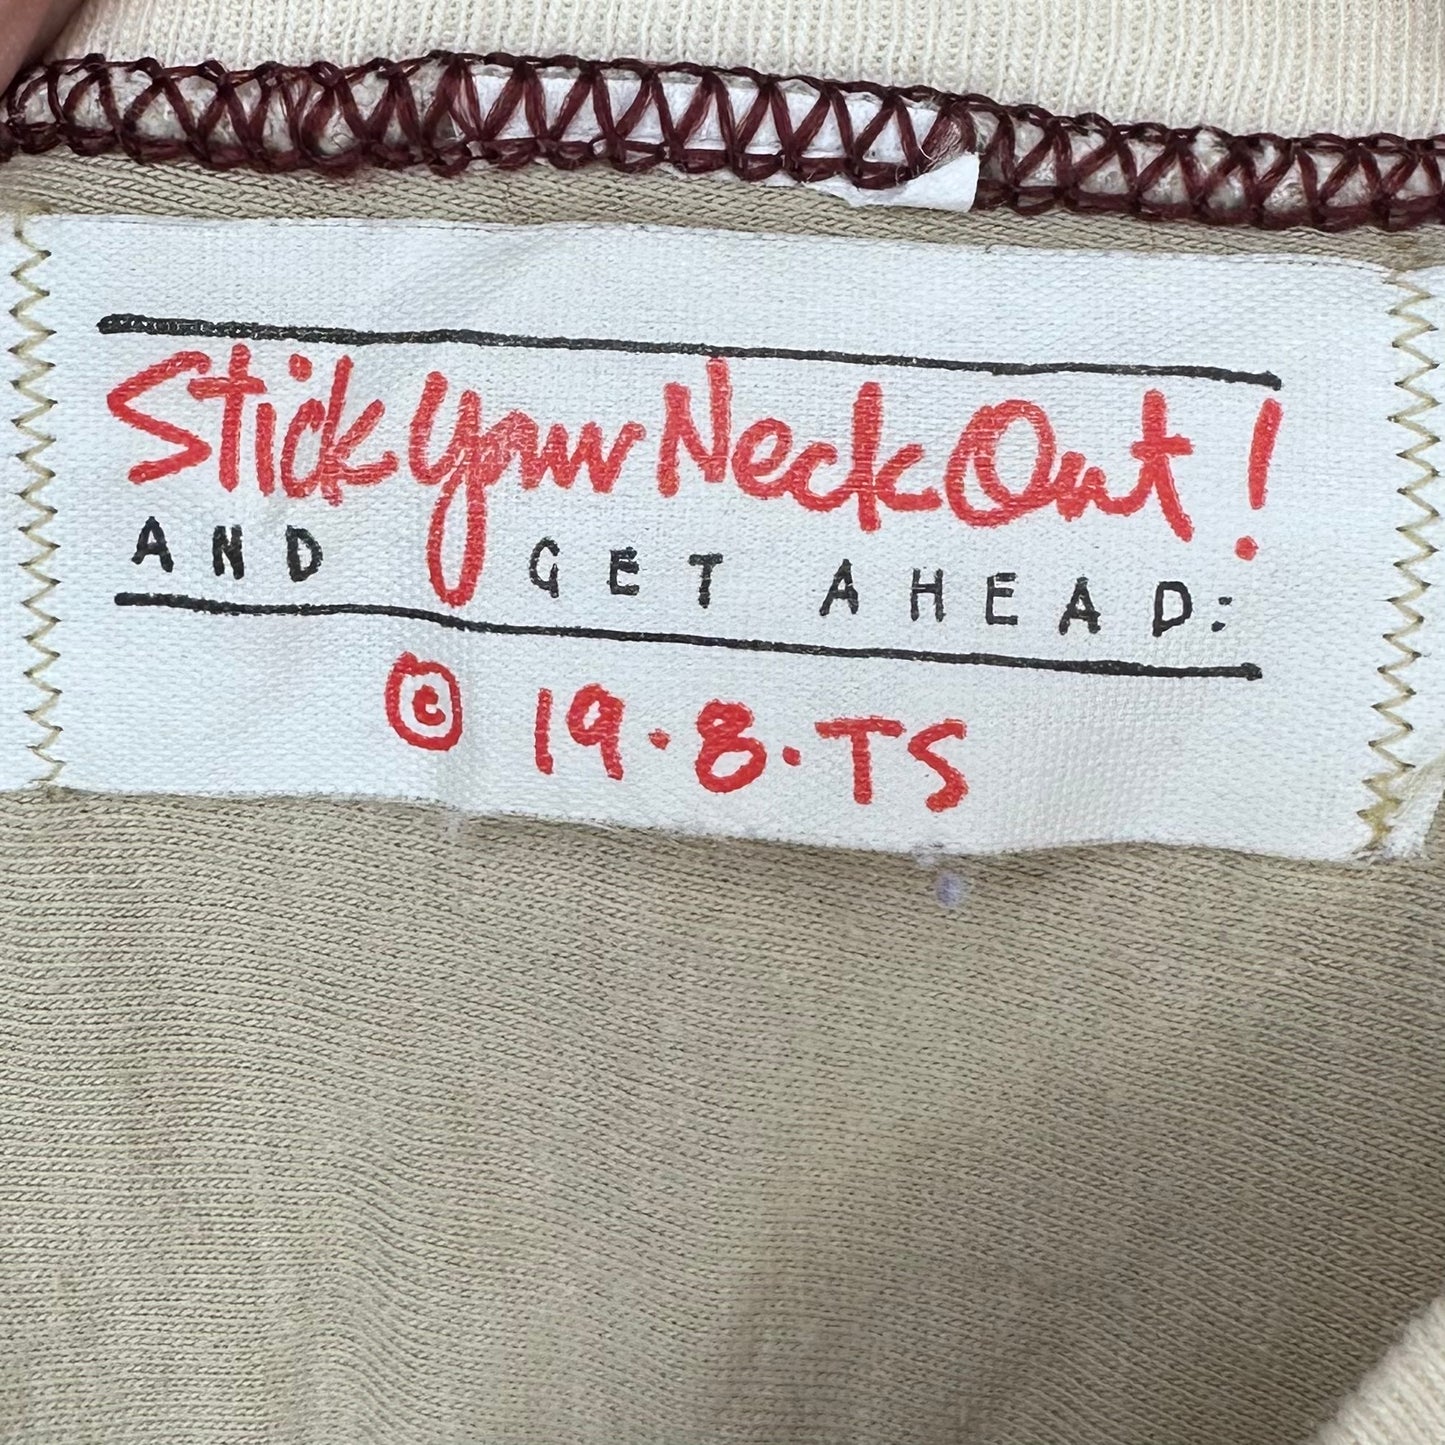 Stick Your Neck Out!
AND GET AHEAD:
© 19·8·TS